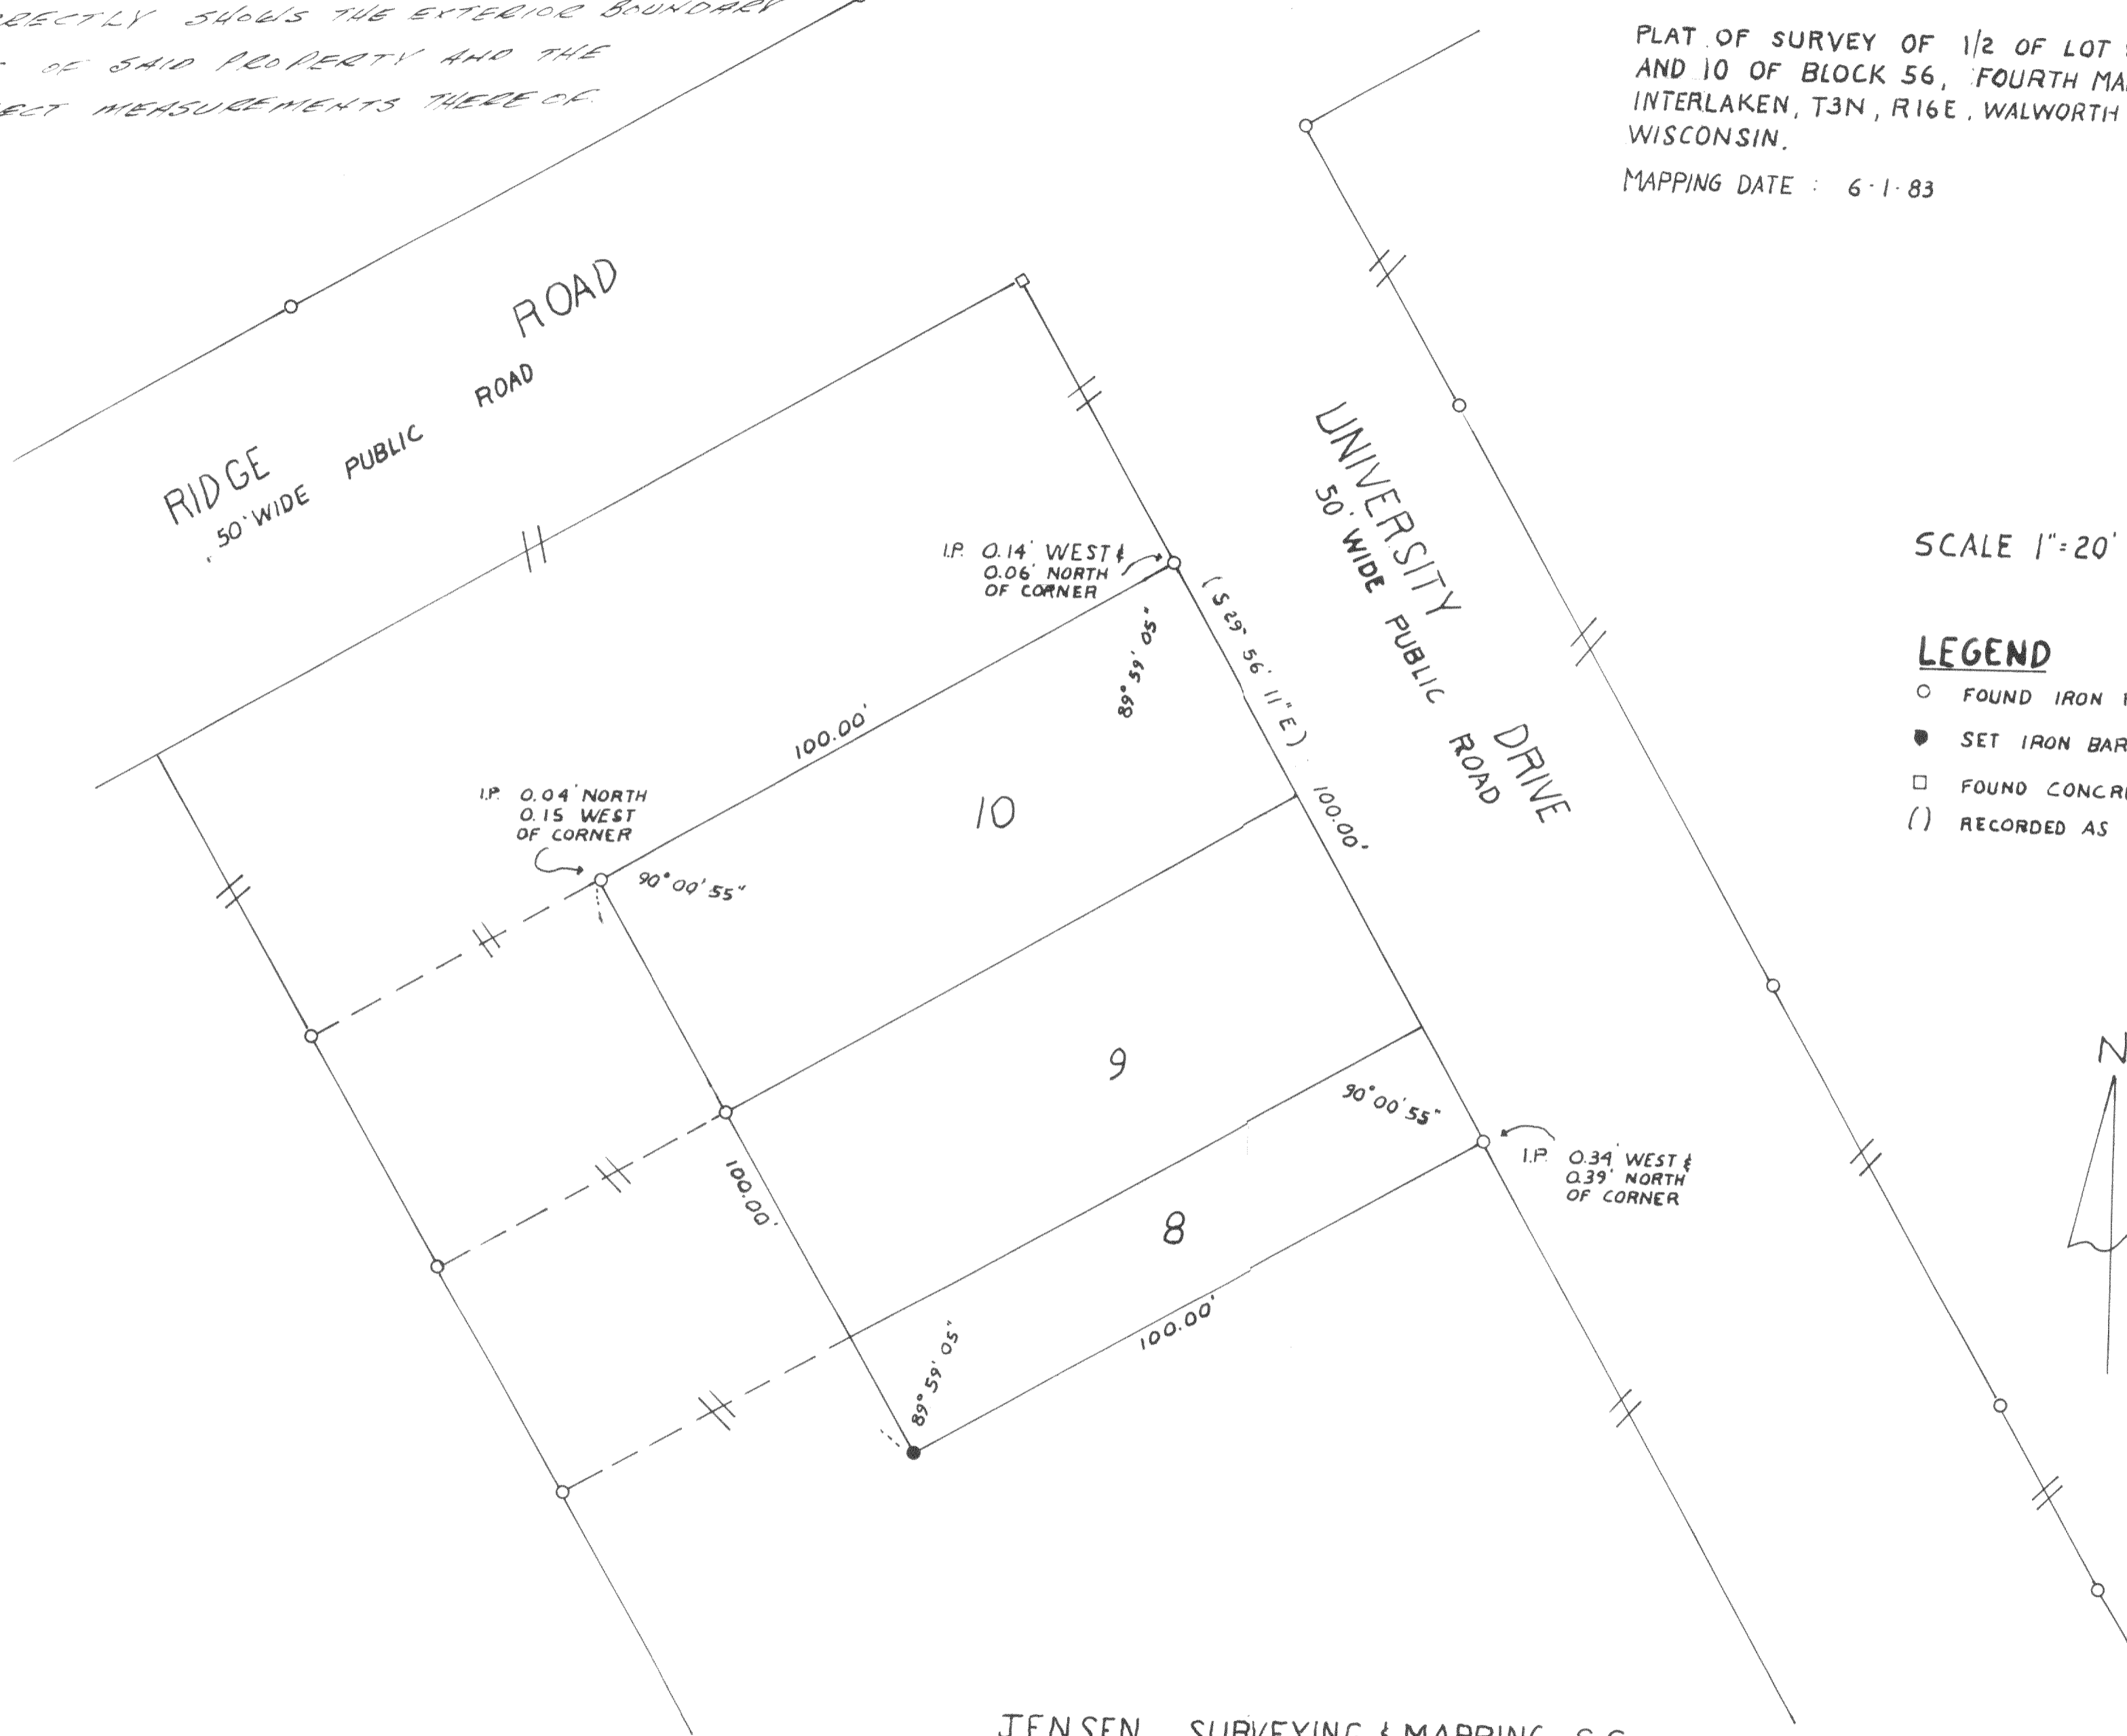 SHOWS THE EXTERIOR BOUNDARY
OF SAID PROPERTY AND THE
MEASUREMENTS THEREOF.
PLAT OF SURVEY OF 1/2 OF LOT
AND 10 OF BLOCK 56, FOURTH
INTERLAKEN, T3N, R16E, WALWORTH
WISCONSIN.
MAPPING DATE : 6-1-83
RIDGE ROAD
50' WIDE PUBLIC ROAD
UNIVERSITY DRIVE
50' WIDE PUBLIC ROAD
I.P. 0.14' WEST &
0.06' NORTH
OF CORNER
(S 29° 56' 11" E)
89° 59' 05"
100.00'
SCALE 1"=20'
LEGEND
○ FOUND IRON
● SET IRON BAR
□ FOUND
() RECORDED AS
I.P. 0.04' NORTH
0.15 WEST
OF CORNER
90° 00' 55"
10
100.00'
9
90° 00' 55"
N
I.P. 0.34' WEST &
0.39' NORTH
OF CORNER
100.00'
8
89° 59' 05"
100.00'
JENSEN SURVEYING & MAPPING